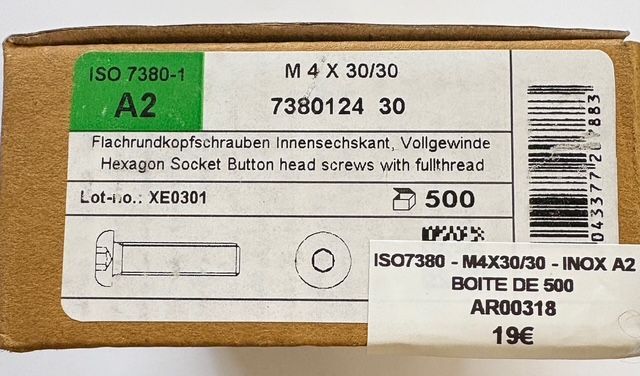 ISO 7380-1
A2
M 4 X 30/30
7380124 30
Flachrundkopfschrauben Innensechskant, Vollgewinde
Hexagon Socket Button head screws with fullthread
Lot-no.: XE0301
500
ISO7380 - M4X30/30 - INOX A2
BOITE DE 500
AR00318
19€